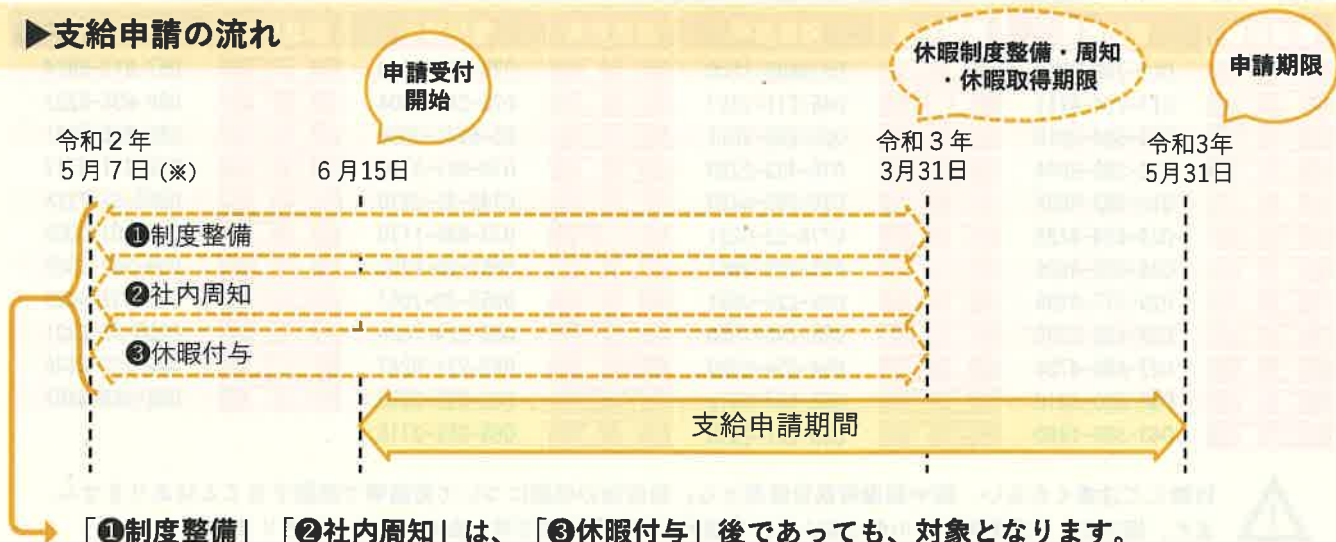 ▶支給申請の流れ
申請受付
開始
休暇制度整備・周知
・休暇取得期限
申請期限
令和2年
5月7日(※)
6月15日
令和3年
3月31日
令和3年
5月31日
❶制度整備
❷社内周知
❸休暇付与
支給申請期間
「❶制度整備」「❷社内周知」は、「❸休暇付与」後であっても、対象となります。